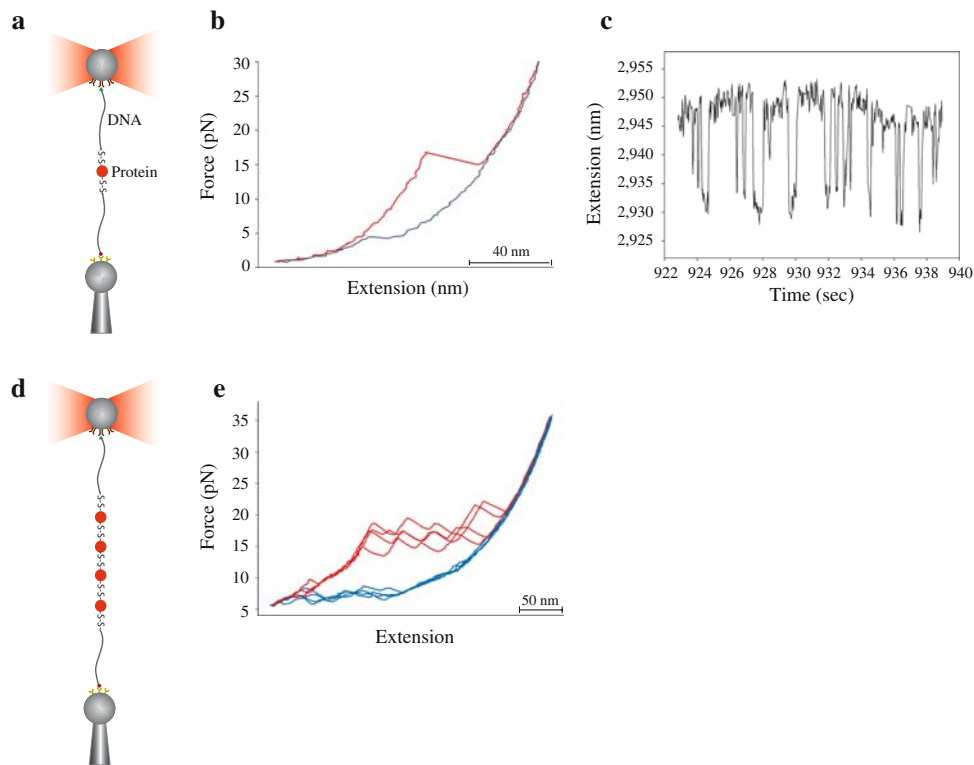 a
DNA
S-S-
Protein
S-S-
b
Force (pN)
30
25
20
15
10
5
0
40 nm
Extension (nm)
c
Extension (nm)
2,955
2,950
2,945
2,940
2,935
2,930
2,925
922 924 926 928 930 932 934 936 938 940
Time (sec)
d
S-S-
S-S-
S-S-
S-S-
S-S-
e
Force (pN)
35
30
25
20
15
10
5
50 nm
Extension